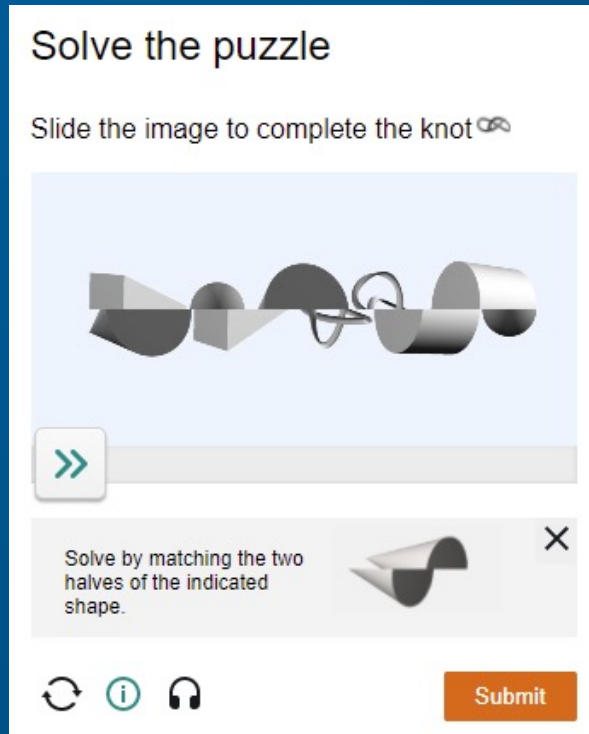 Solve the puzzle
Slide the image to complete the knot
Solve by matching the two
halves of the indicated
shape.
Submit